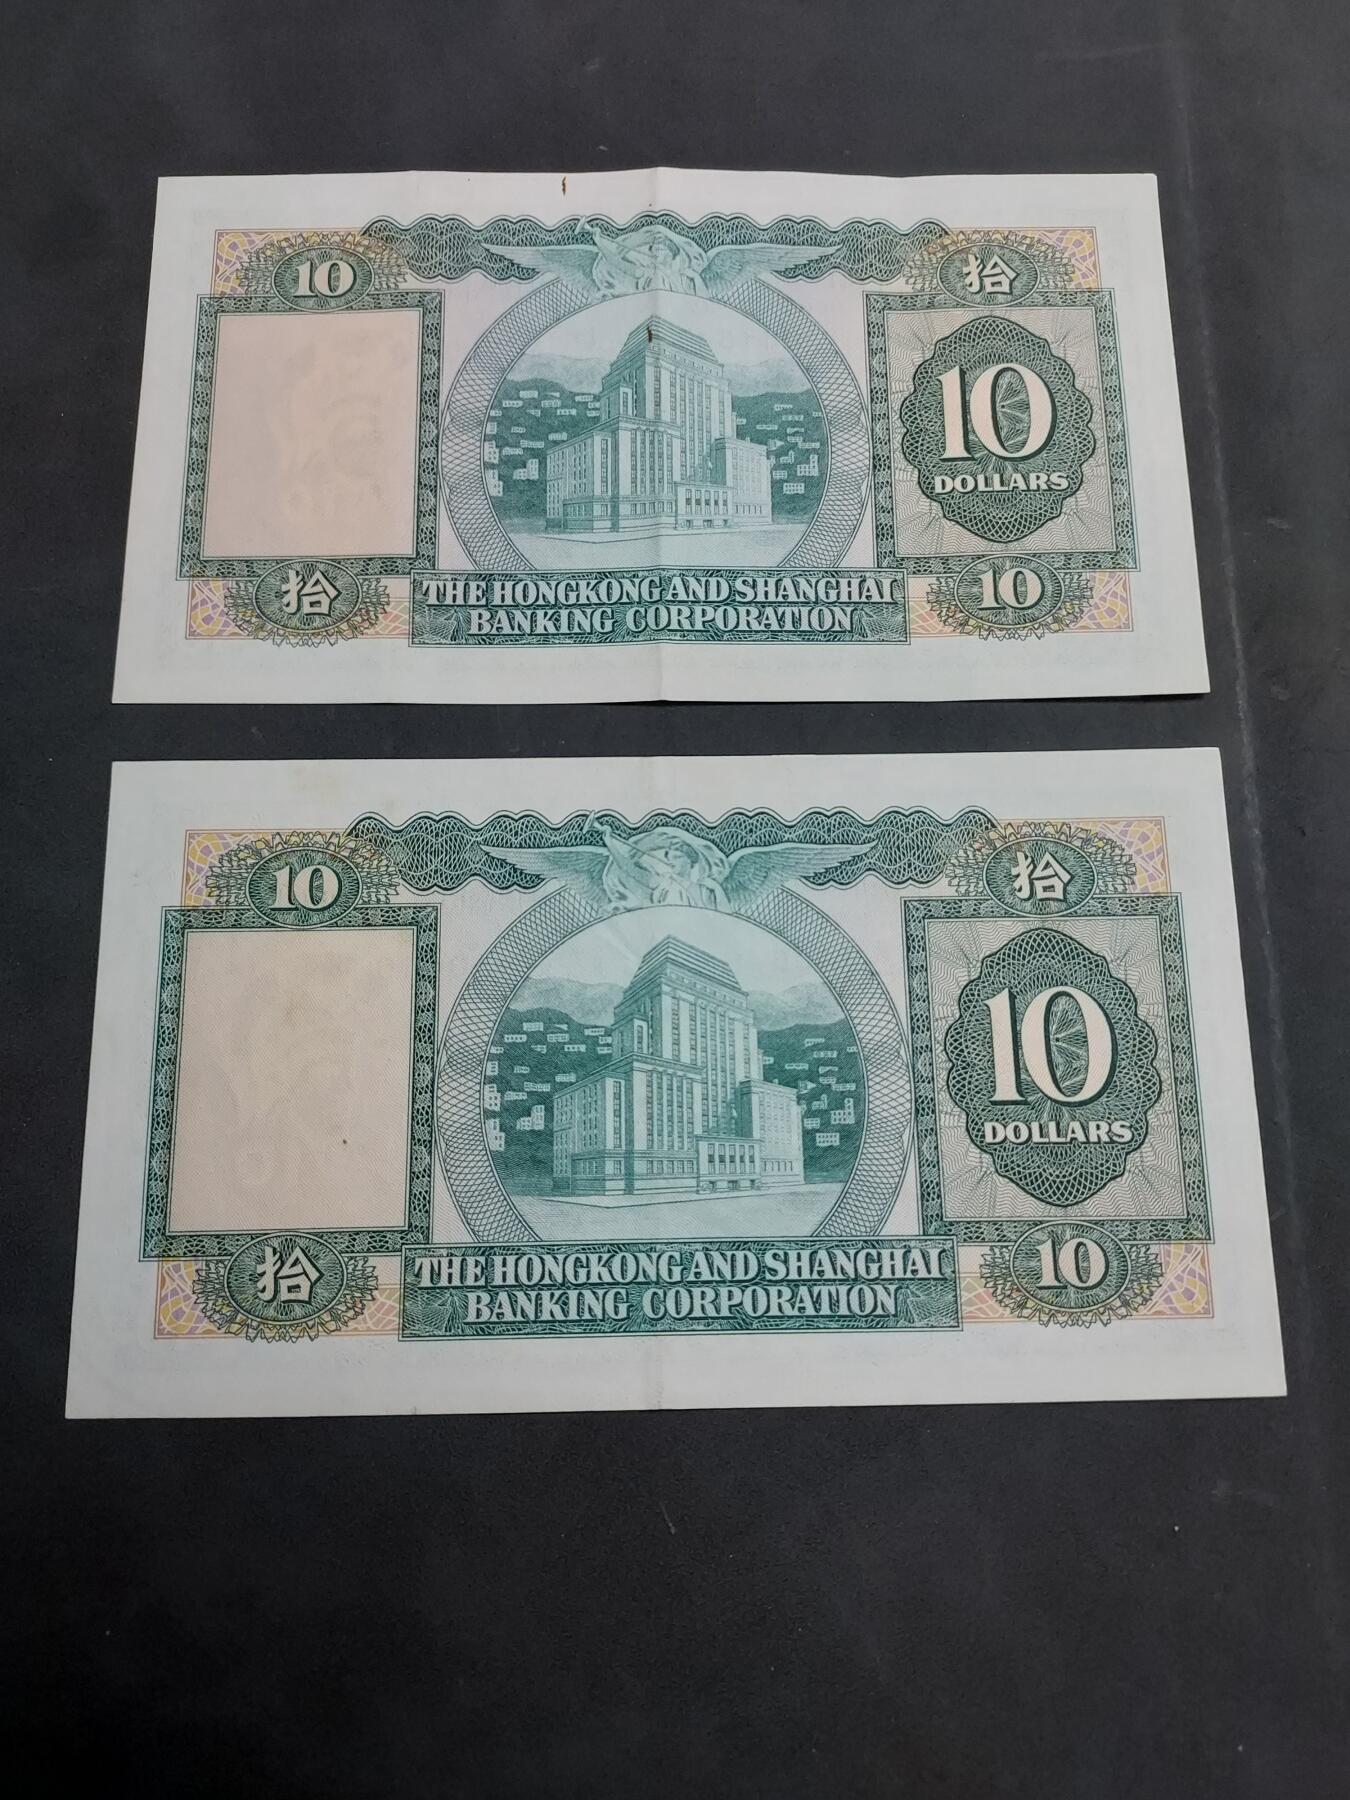 10 拾
10
DOLLARS
拾 10
THE HONGKONG AND SHANGHAI
BANKING CORPORATION
10 拾
10
DOLLARS
拾 10
THE HONGKONG AND SHANGHAI
BANKING CORPORATION